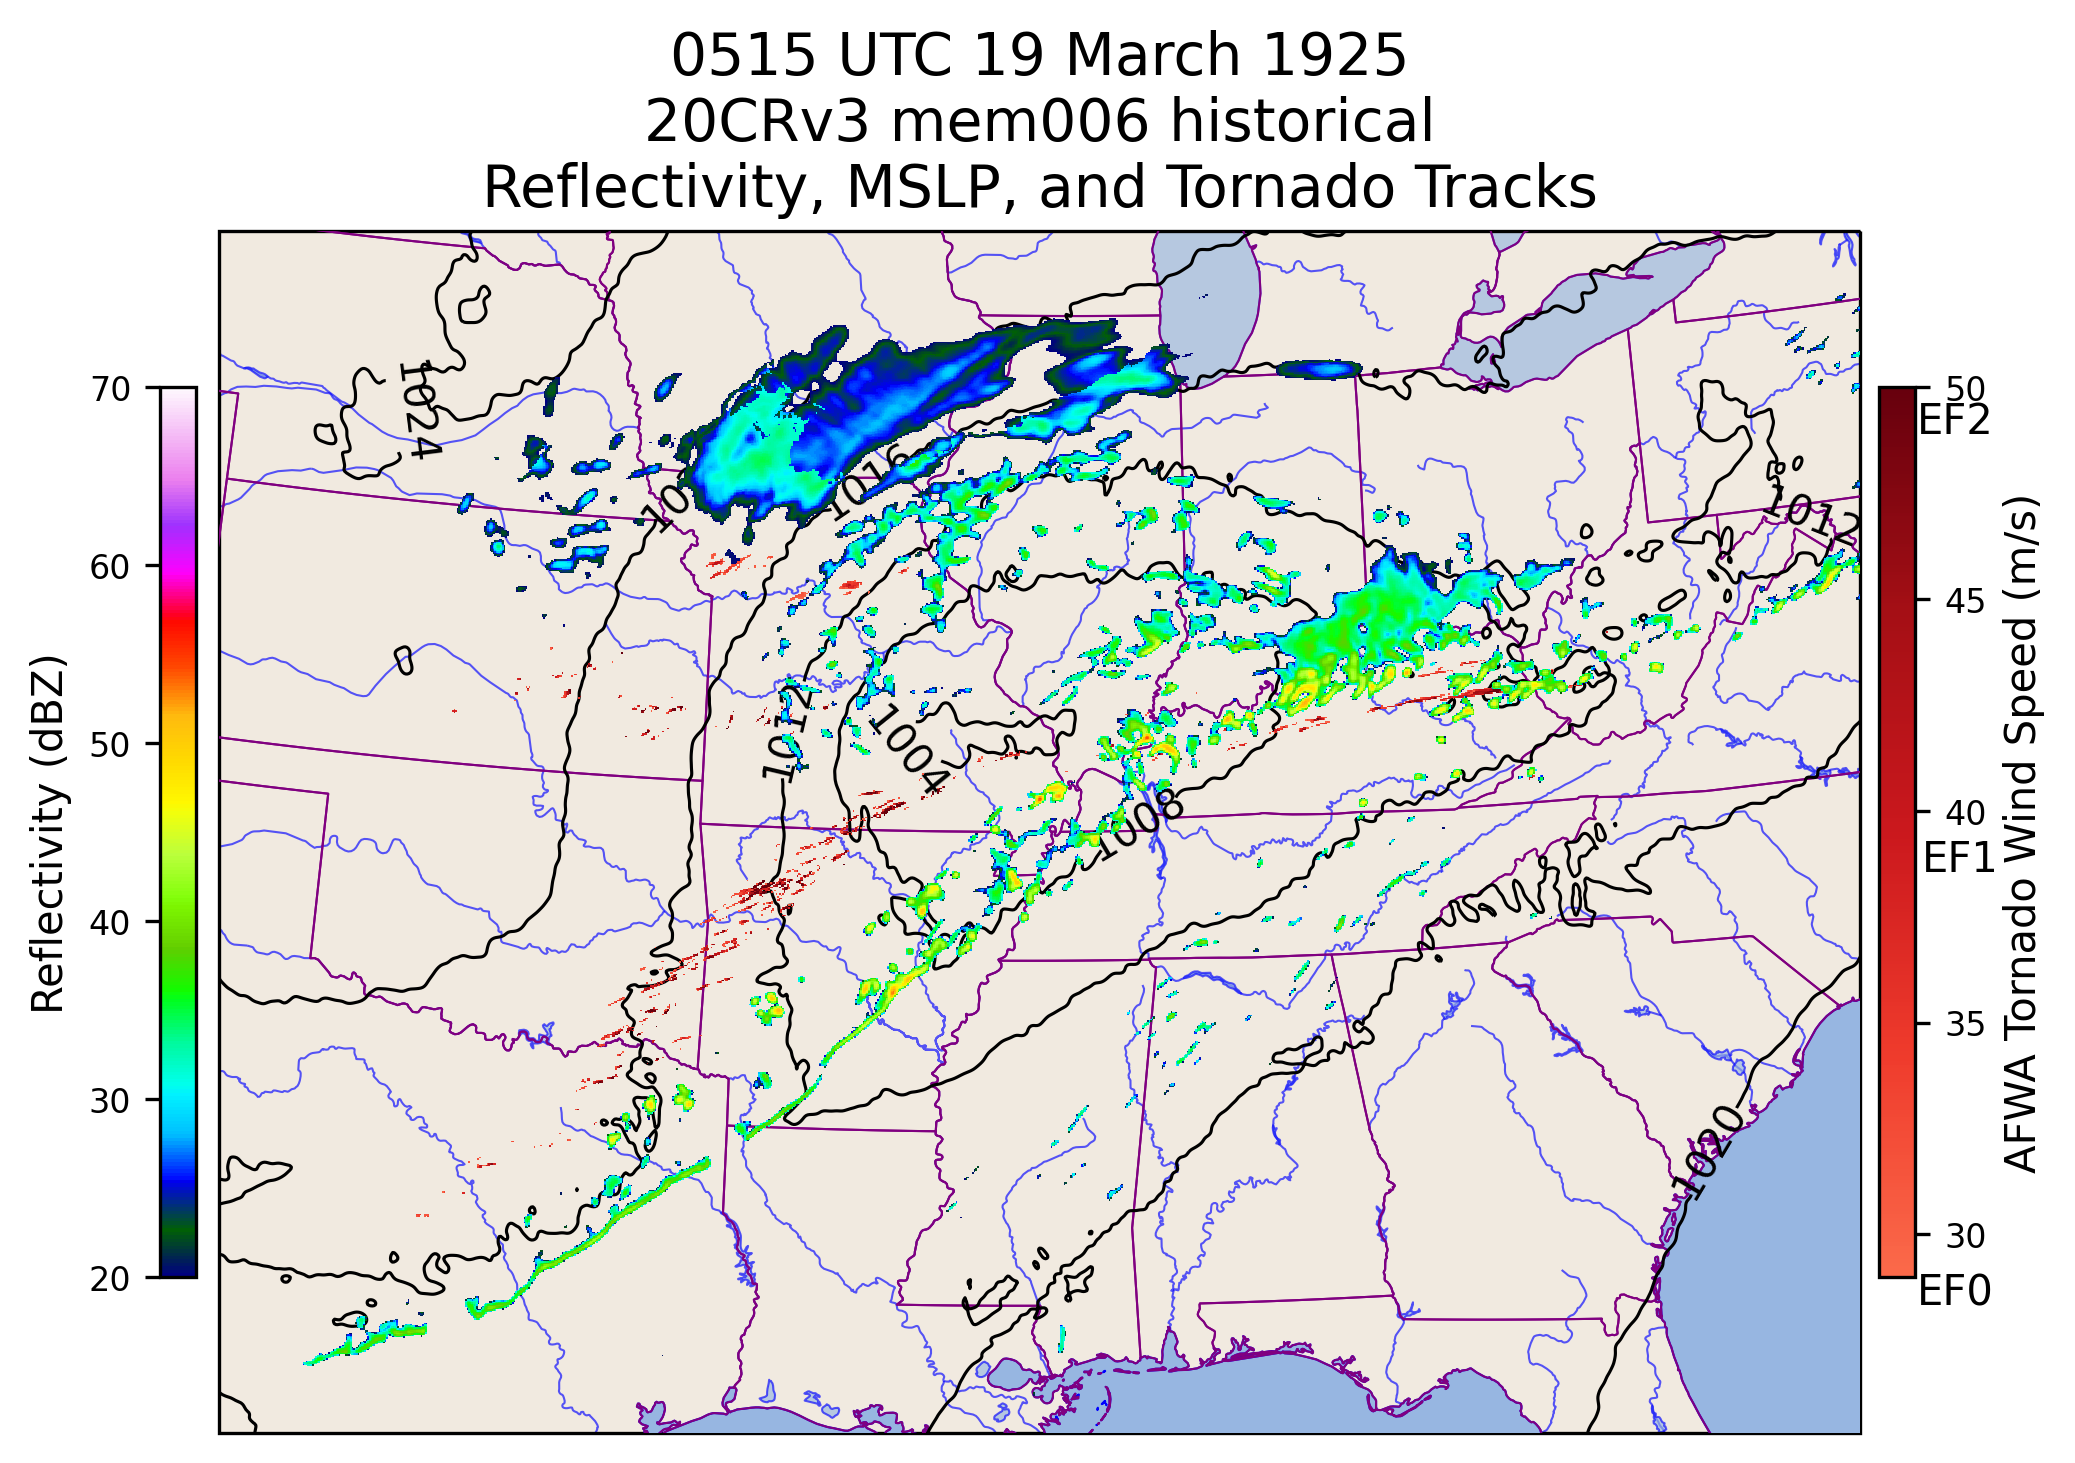 0515 UTC 19 March 1925
20CRv3 mem006 historical
Reflectivity, MSLP, and Tornado Tracks
70
60
50
40
30
20
Reflectivity (dBZ)
1024
1016
1012
1012
1004
1008
1020
50
EF2
45
40
EF1
35
30
EF0
AFWA Tornado Wind Speed (m/s)